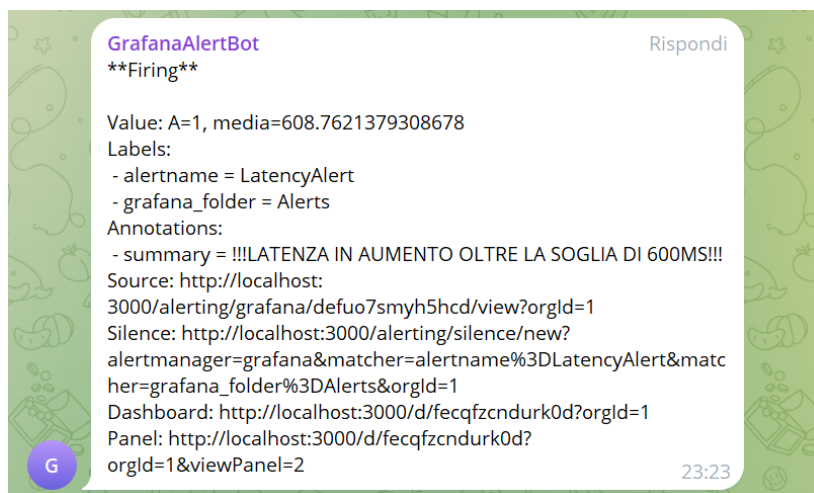 GrafanaAlertBot Rispondi
**Firing**
Value: A=1, media=608.7621379308678
Labels:
- alertname = LatencyAlert
- grafana_folder = Alerts
Annotations:
- summary = !!!LATENZA IN AUMENTO OLTRE LA SOGLIA DI 600MS!!!
Source: http://localhost:
3000/alerting/grafana/defuo7smyh5hcd/view?orgId=1
Silence: http://localhost:3000/alerting/silence/new?
alertmanager=grafana&matcher=alertname%3DLatencyAlert&matc
her=grafana_folder%3DAlerts&orgId=1
Dashboard: http://localhost:3000/d/fecqfzcndurk0d?orgId=1
Panel: http://localhost:3000/d/fecqfzcndurk0d?
orgId=1&viewPanel=2
23:23
G